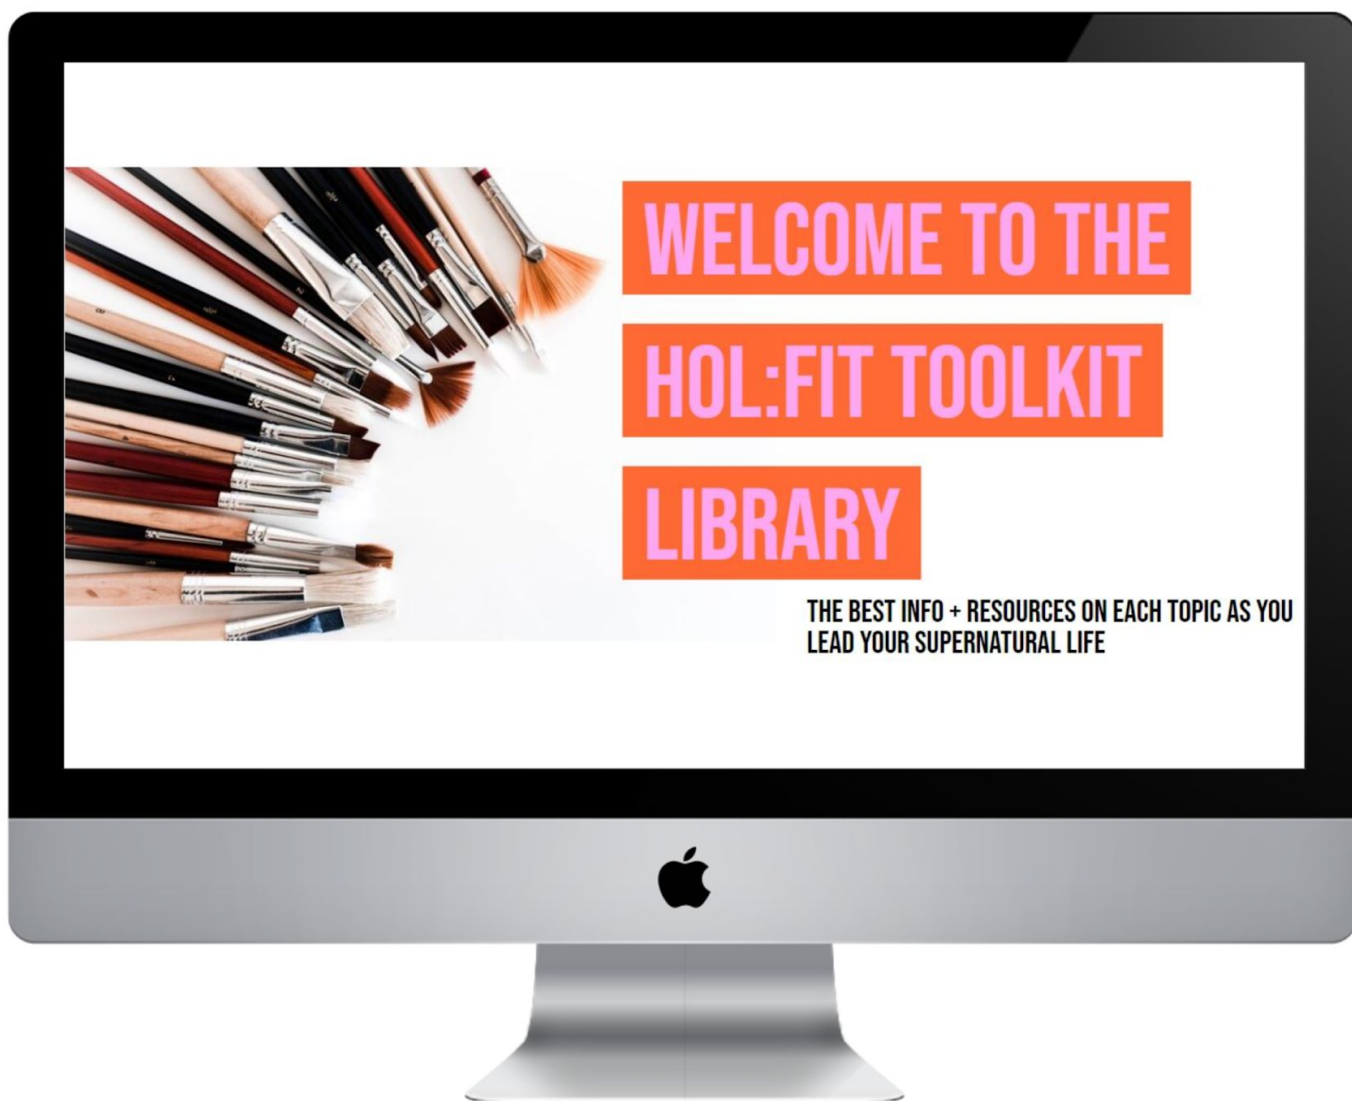 WELCOME TO THE
HOL:FIT TOOLKIT
LIBRARY
THE BEST INFO + RESOURCES ON EACH TOPIC AS YOU
LEAD YOUR SUPERNATURAL LIFE